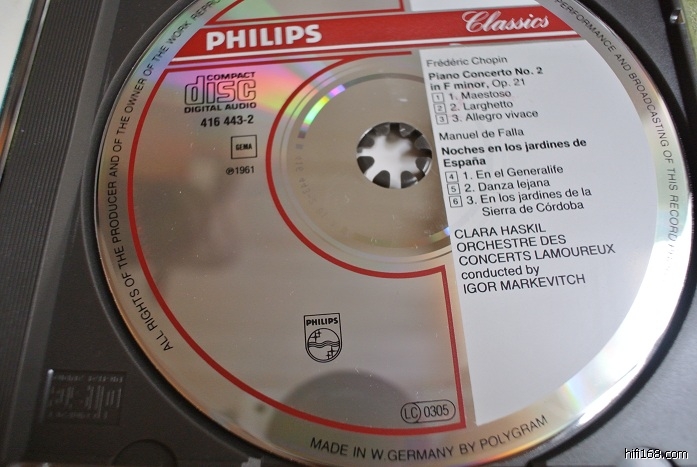 PHILIPS
Classics
COMPACT
disc
DIGITAL AUDIO
416 443-2
GEMA
℗1961
Frédéric Chopin
Piano Concerto No. 2
in F minor, Op. 21
1 1. Maestoso
2 2. Larghetto
3 3. Allegro vivace
Manuel de Falla
Noches en los jardines de
España
4 1. En el Generalife
5 2. Danza lejana
6 3. En los jardines de la
Sierra de Córdoba
CLARA HASKIL
ORCHESTRE DES
CONCERTS LAMOUREUX
conducted by
IGOR MARKEVITCH
PHILIPS
LC 0305
ALL RIGHTS OF THE PRODUCER AND OF THE OWNER OF THE WORK
PERFORMANCE AND BROADCASTING OF THIS RECORD
MADE IN W. GERMANY BY POLYGRAM
hifi168.com